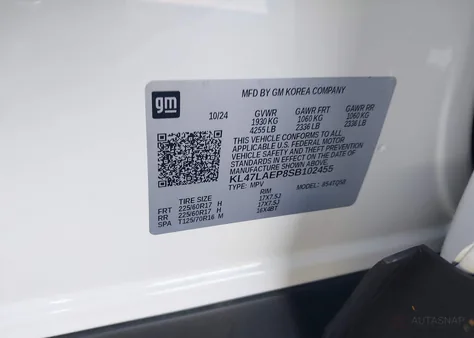 gm
MFD BY GM KOREA COMPANY
10/24 GVWR GAWR FRT GAWR RR
1930 KG 1060 KG 1060 KG
4255 LB 2336 LB 2336 LB
THIS VEHICLE CONFORMS TO ALL
APPLICABLE U.S. FEDERAL MOTOR
VEHICLE SAFETY AND THEFT PREVENTION
STANDARDS IN EFFECT ON THE DATE OF
MANUFACTURE SHOWN ABOVE.
KL47LAEP8SB102455
TYPE: MPV MODEL:
TIRE SIZE RIM
FRT 225/60R17 H 17X7.5J
RR 225/60R17 H 17X7.5J
SPA T125/70R16 M 16X4BT
AUTASNAP